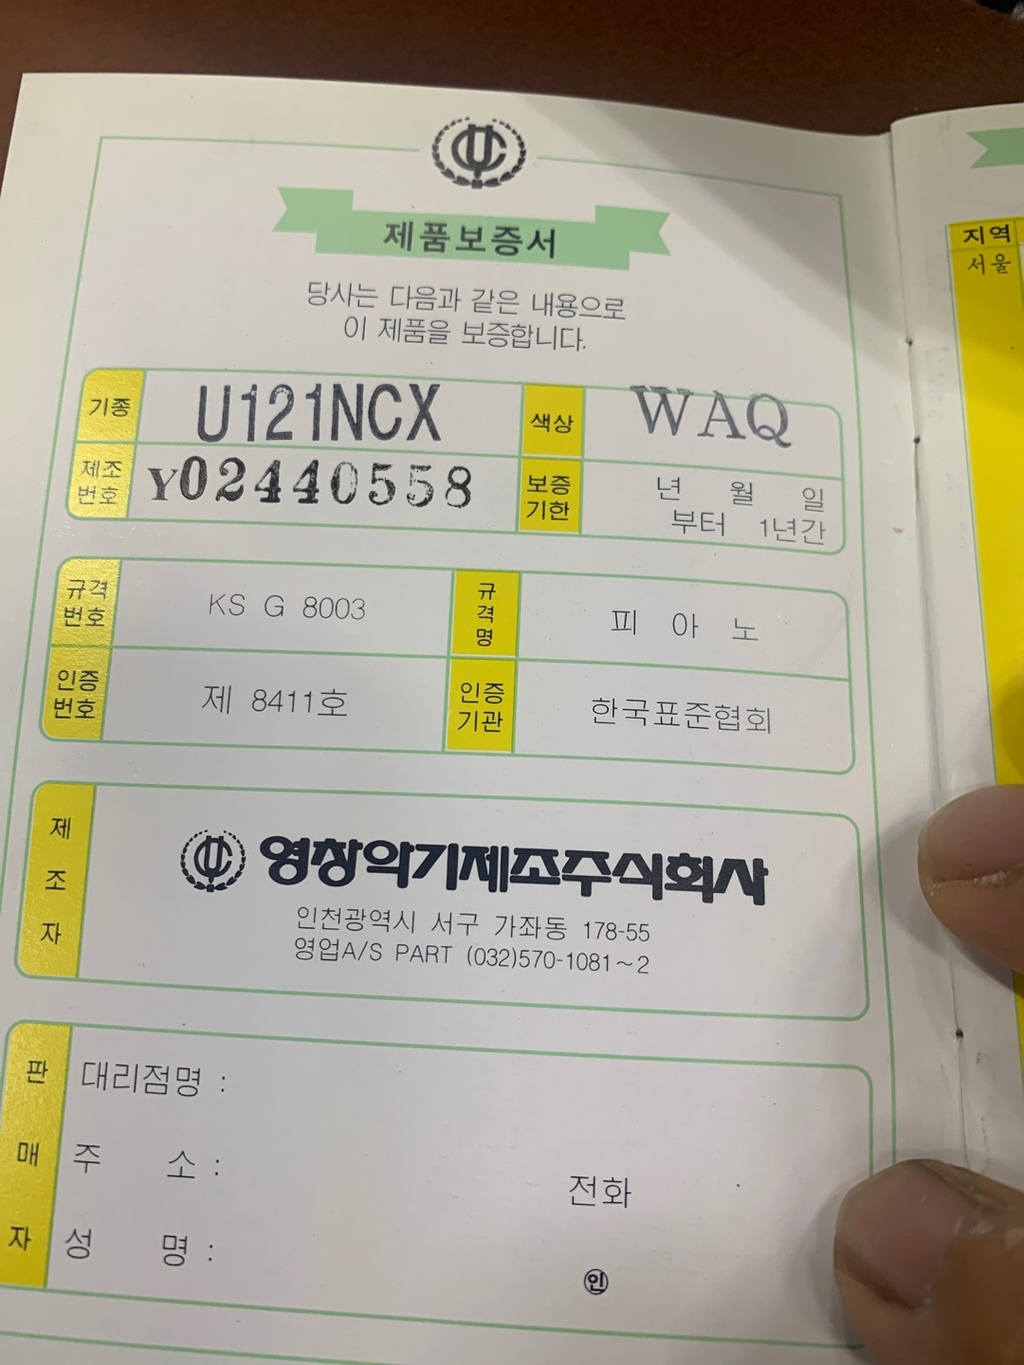 제품보증서
당사는 다음과 같은 내용으로
이 제품을 보증합니다.
기종 U121NCX 색상 WAQ
제조번호 Y02440558 보증기한 년 월 일
부터 1년간
규격번호 KS G 8003 규격명 피 아 노
인증번호 제 8411호 인증기관 한국표준협회
제조자
영창악기제조주식회사
인천광역시 서구 가좌동 178-55
영업A/S PART (032)570-1081~2
판매자
대리점명 :
주 소 :
전화
성 명 :
인
지역
서울